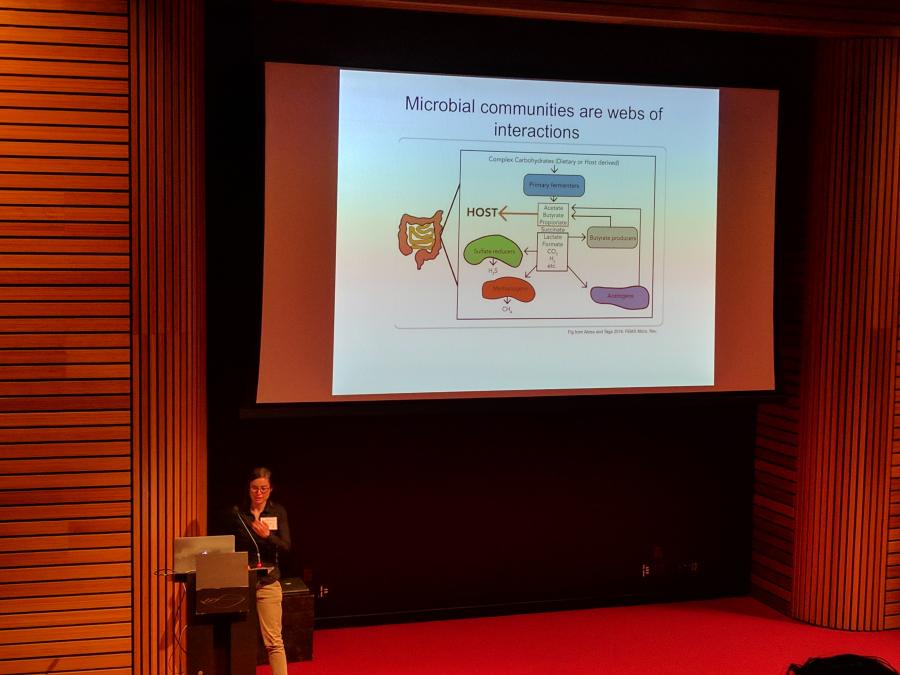 Microbial communities are webs of
interactions
Complex Carbohydrates (Dietary or Host derived)
Primary fermenters
HOST
Acetate
Butyrate
Propionate
Succinate
Lactate
Formate
CO₂
H₂
etc.
Butyrate producers
Sulfate reducers
H₂S
Methanogens
CH₄
Acetogens